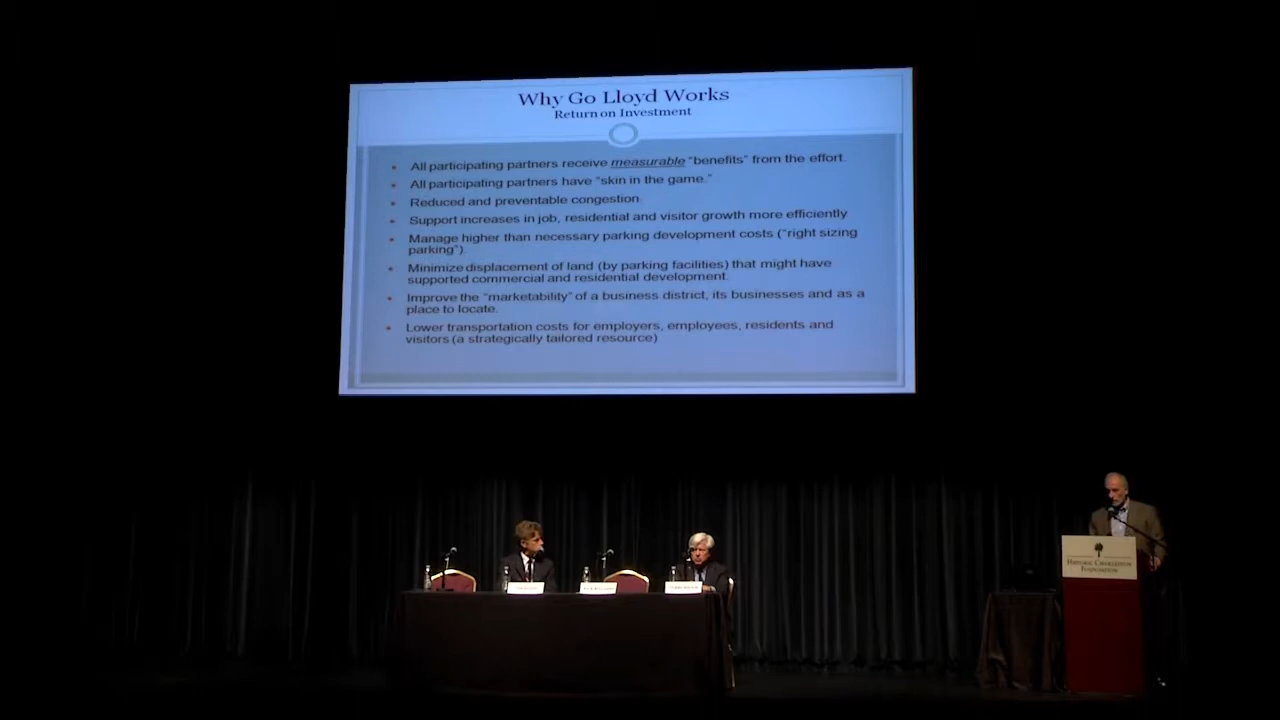 Why Go Lloyd Works
Return on Investment
• All participating partners receive measurable “benefits” from the effort.
• All participating partners have “skin in the game.”
• Reduced and preventable congestion.
• Support increases in job, residential and visitor growth more efficiently
• Manage higher than necessary parking development costs (“right sizing
parking”).
• Minimize displacement of land (by parking facilities) that might have
supported commercial and residential development.
• Improve the “marketability” of a business district, its businesses and as a
place to locate.
• Lower transportation costs for employers, employees, residents and
visitors (a strategically tailored resource)
Historic Charleston
Foundation